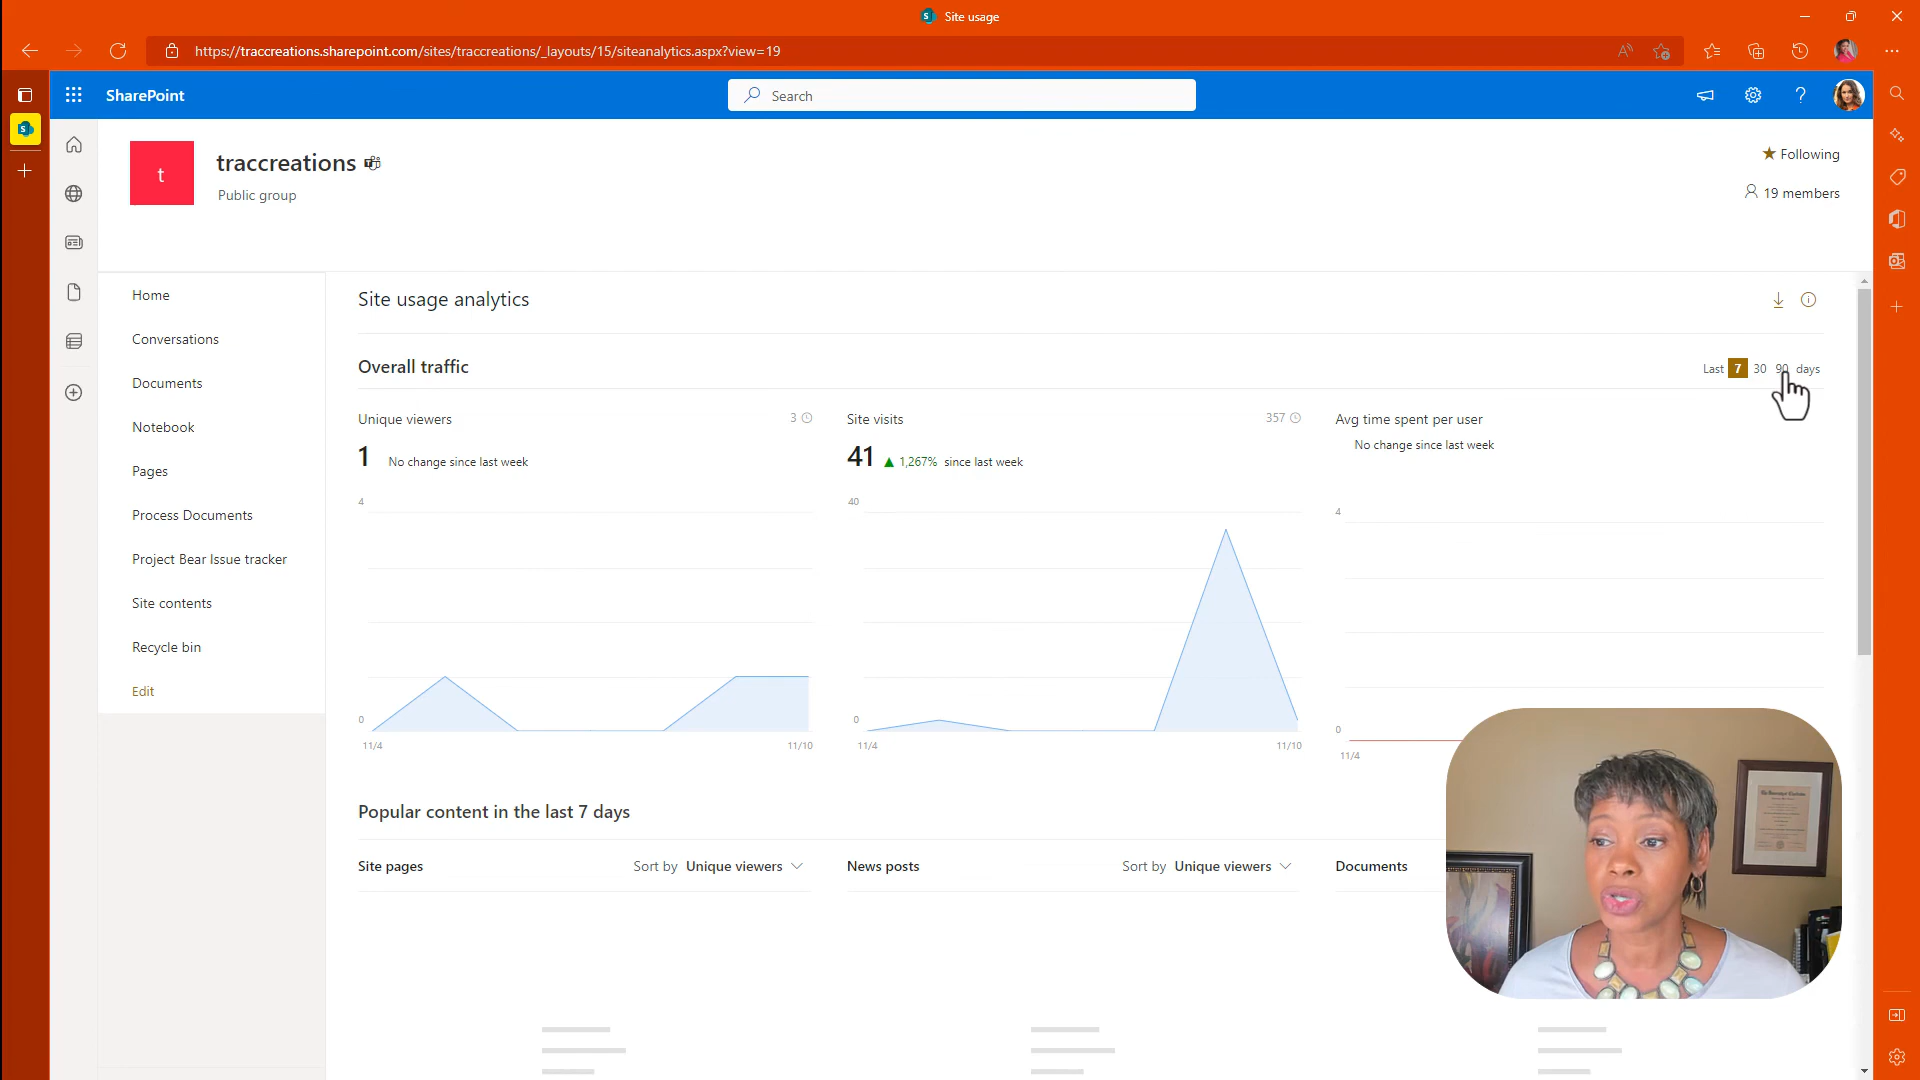 Site usage
https://traccreations.sharepoint.com/sites/traccreations/_layouts/15/siteanalytics.aspx?view=19
SharePoint
Search
t
traccreations
Public group
Following
19 members
Home
Conversations
Documents
Notebook
Pages
Process Documents
Project Bear Issue tracker
Site contents
Recycle bin
Edit
Site usage analytics
Overall traffic
Last 7 30 90 days
Unique viewers 3
1 No change since last week
4
0
11/4 11/10
Site visits 357
41 1,267% since last week
40
0
11/4 11/10
Avg time spent per user
No change since last week
4
0
11/4
Popular content in the last 7 days
Site pages Sort by Unique viewers
News posts Sort by Unique viewers
Documents